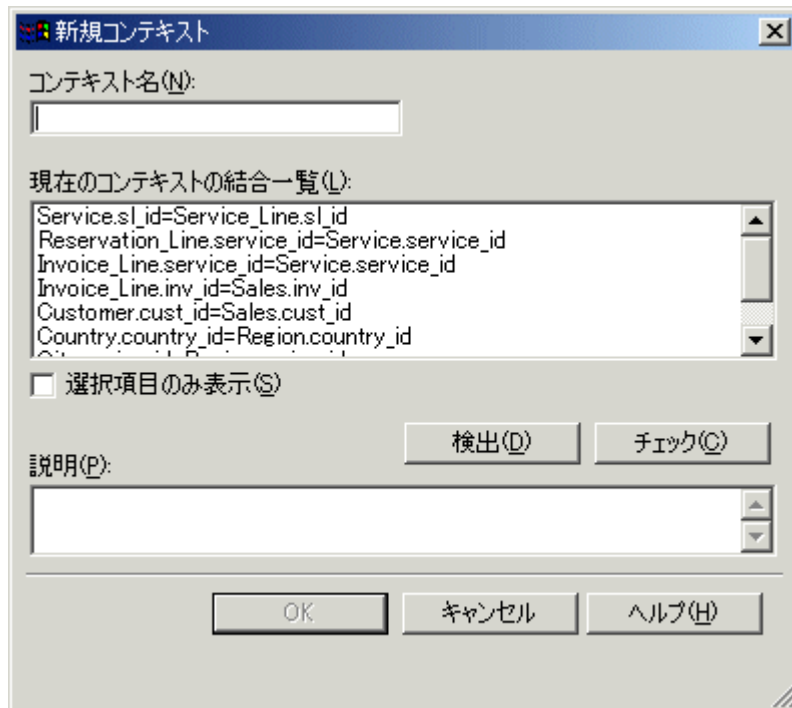 新規コンテキスト
コンテキスト名(N):
現在のコンテキストの結合一覧(L):
Service.sl_id=Service_Line.sl_id
Reservation_Line.service_id=Service.service_id
Invoice_Line.service_id=Service.service_id
Invoice_Line.inv_id=Sales.inv_id
Customer.cust_id=Sales.cust_id
Country.country_id=Region.country_id
選択項目のみ表示(S)
検出(D) チェック(C)
説明(P):
OK キャンセル ヘルプ(H)